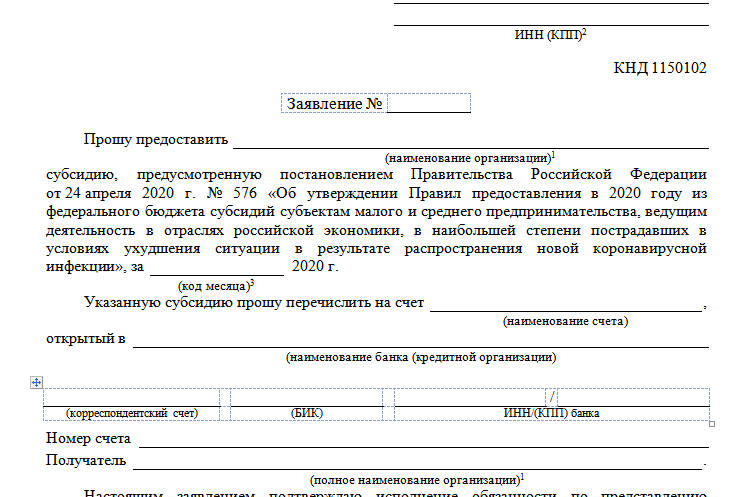 ИНН (КПП)2
КНД 1150102
Заявление №
Прошу предоставить
(наименование организации)1
субсидию, предусмотренную постановлением Правительства Российской Федерации
от 24 апреля 2020 г. № 576 «Об утверждении Правил предоставления в 2020 году из
федерального бюджета субсидий субъектам малого и среднего предпринимательства, ведущим
деятельность в отраслях российской экономики, в наибольшей степени пострадавших в
условиях ухудшения ситуации в результате распространения новой коронавирусной
инфекции», за 2020 г.
(код месяца)3
Указанную субсидию прошу перечислить на счет ,
(наименование счета)
открытый в
(наименование банка (кредитной организации)
/
(корреспондентский счет) (БИК) ИНН/(КПП) банка
Номер счета
Получатель
(полное наименование организации)1
Настоящим заявлением подтверждаю исполнение обязанности по представлению